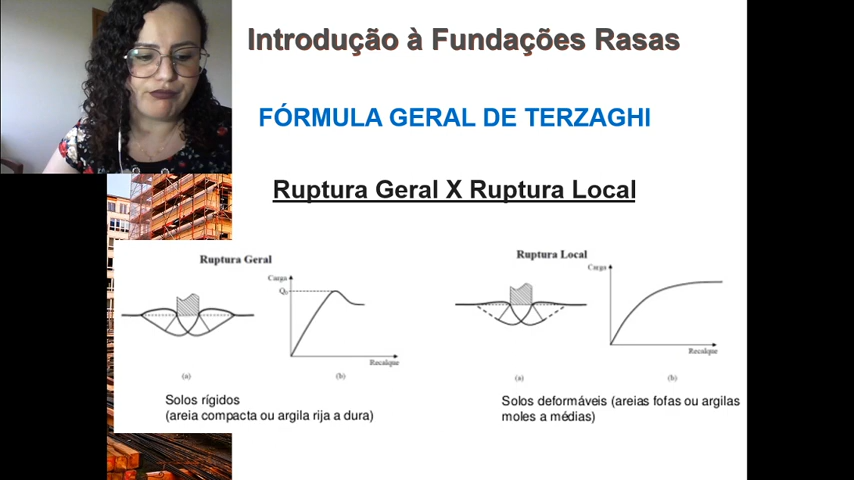 Introdução à Fundações Rasas
FÓRMULA GERAL DE TERZAGHI
Ruptura Geral X Ruptura Local
Ruptura Geral
Carga
Recalque
(a)
(b)
Solos rígidos
(areia compacta ou argila rija a dura)
Ruptura Local
Carga
Recalque
(a)
(b)
Solos deformáveis (areias fofas ou argilas
moles a médias)